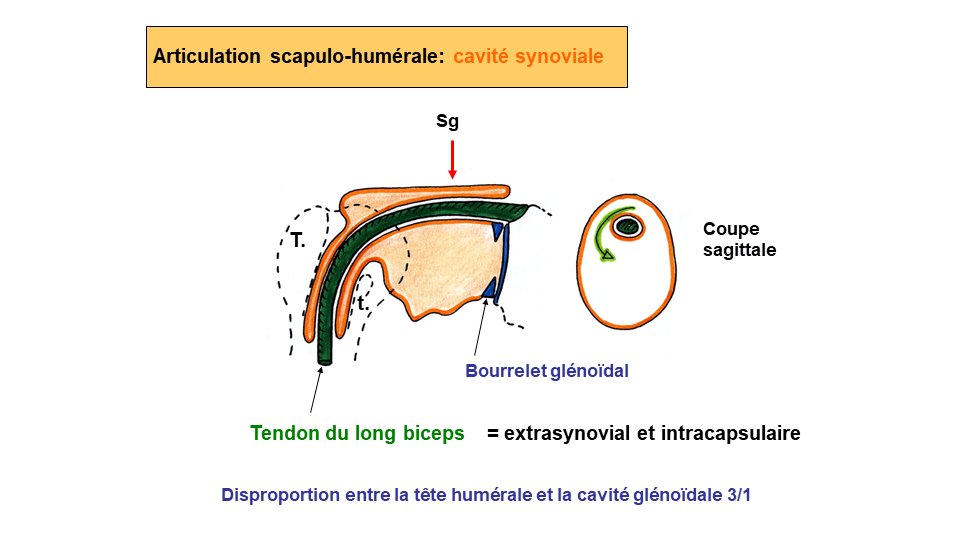 Articulation scapulo-humérale: cavité synoviale
Sg
T.
t.
Coupe
sagittale
Bourrelet glénoïdal
Tendon du long biceps = extrasynovial et intracapsulaire
Disproportion entre la tête humérale et la cavité glénoïdale 3/1